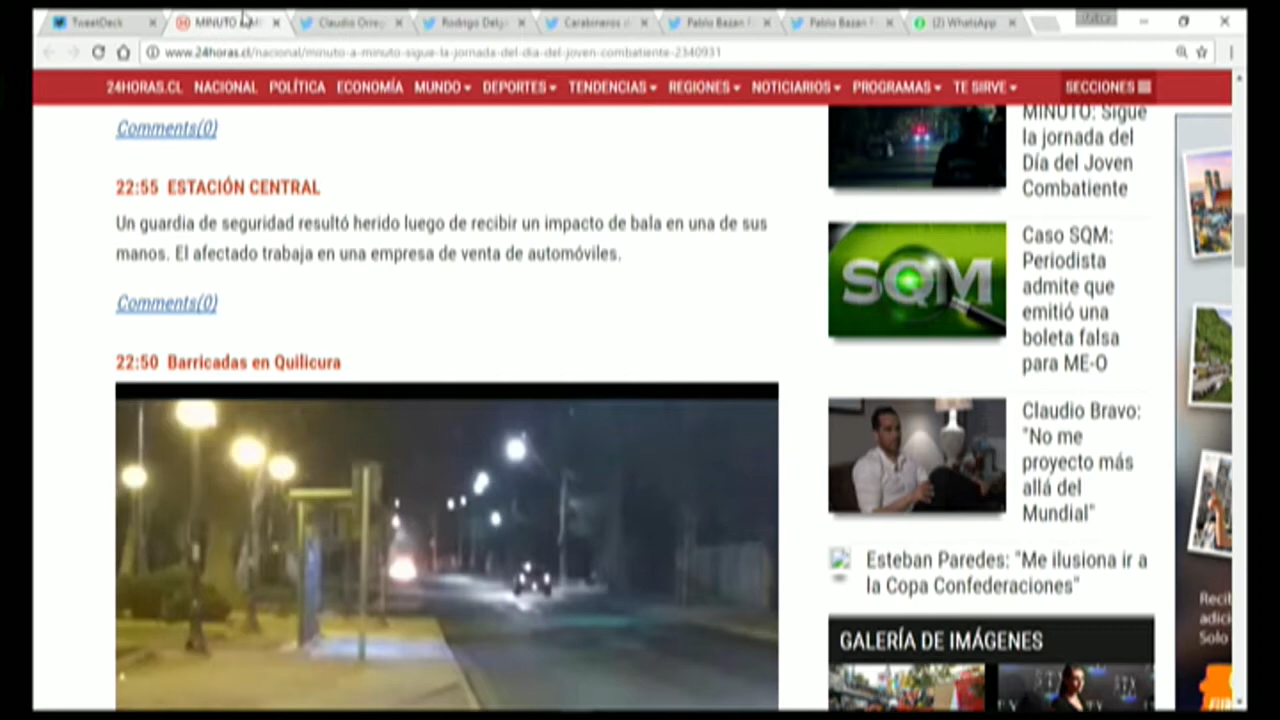 TweetDeck
MINUTO
Claudio Orreg
Rodrigo Delg
Carabineros d
Pablo Bazan
Pablo Bazan
(2) WhatsApp
www.24horas.cl/nacional/minuto-a-minuto-sigue-la-jornada-del-dia-del-joven-combatiente-2340931
24HORAS.CL NACIONAL POLÍTICA ECONOMÍA MUNDO DEPORTES TENDENCIAS REGIONES NOTICIARIOS PROGRAMAS TE SIRVE SECCIONES
Comments(0)
22:55 ESTACIÓN CENTRAL
Un guardia de seguridad resultó herido luego de recibir un impacto de bala en una de sus
manos. El afectado trabaja en una empresa de venta de automóviles.
Comments(0)
22:50 Barricadas en Quilicura
MINUTO: Sigue
la jornada del
Día del Joven
Combatiente
SQM
Caso SQM:
Periodista
admite que
emitió una
boleta falsa
para ME-O
Claudio Bravo:
"No me
proyecto más
allá del
Mundial"
Esteban Paredes: "Me ilusiona ir a
la Copa Confederaciones"
GALERÍA DE IMÁGENES
Recit
adici
Solo